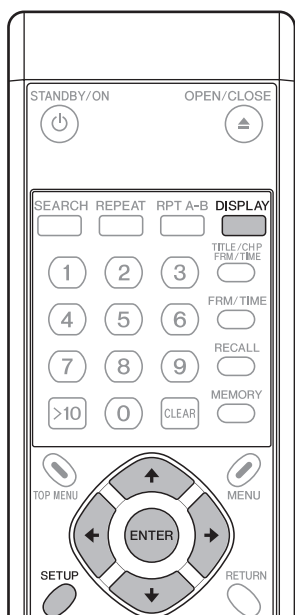 STANDBY/ON OPEN/CLOSE
SEARCH REPEAT RPT A-B DISPLAY
TITLE/CHP
FRM/TIME
1 2 3
FRM/TIME
4 5 6
RECALL
7 8 9
MEMORY
>10 0 CLEAR
TOP MENU MENU
ENTER
SETUP RETURN